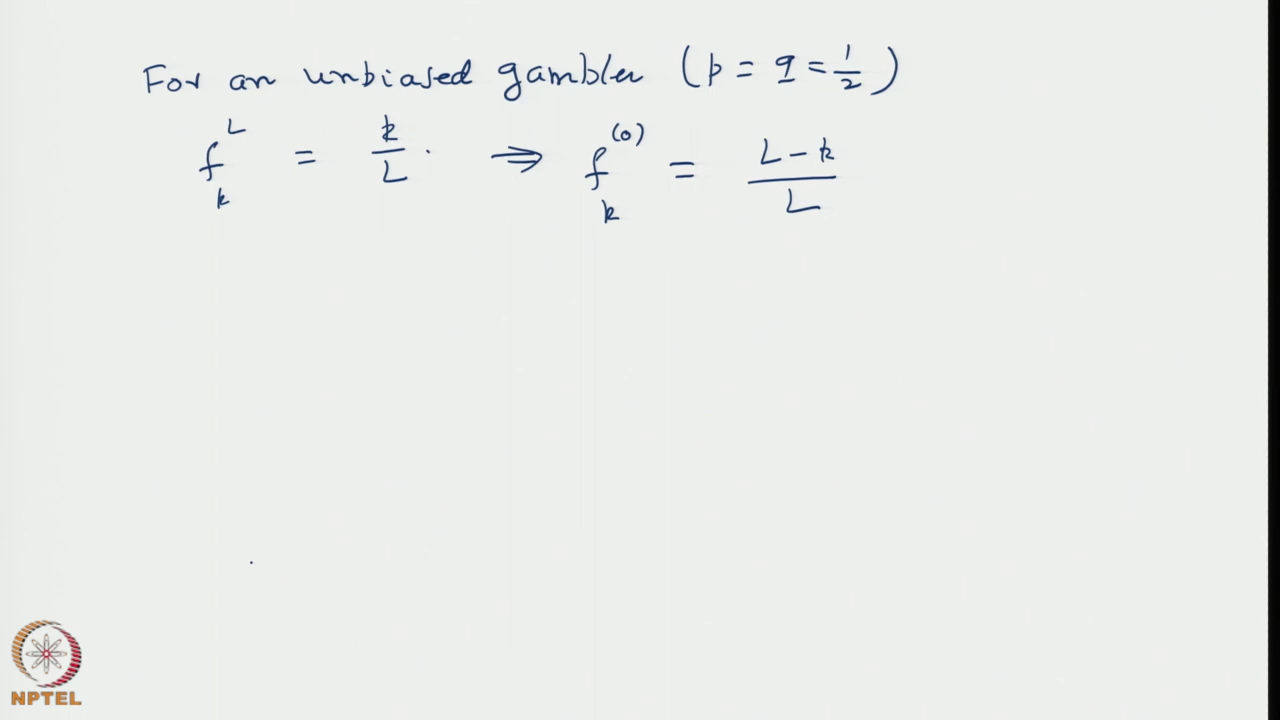 For an unbiased gambler (p = q = 1/2)
f_k^L = k/L . ⇒ f_k^(0) = (L - k)/L
NPTEL